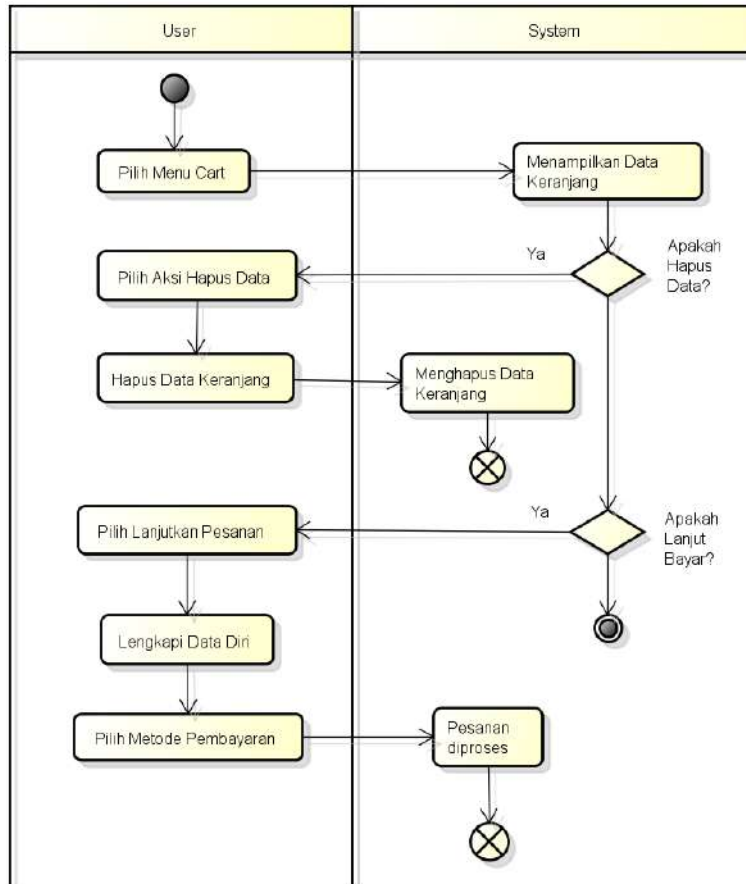 User
System
Pilih Menu Cart
Menampilkan Data
Keranjang
Ya
Apakah
Hapus
Data?
Pilih Aksi Hapus Data
Hapus Data Keranjang
Menghapus Data
Keranjang
Ya
Apakah
Lanjut
Bayar?
Pilih Lanjutkan Pesanan
Lengkapi Data Diri
Pilih Metode Pembayaran
Pesanan
diproses